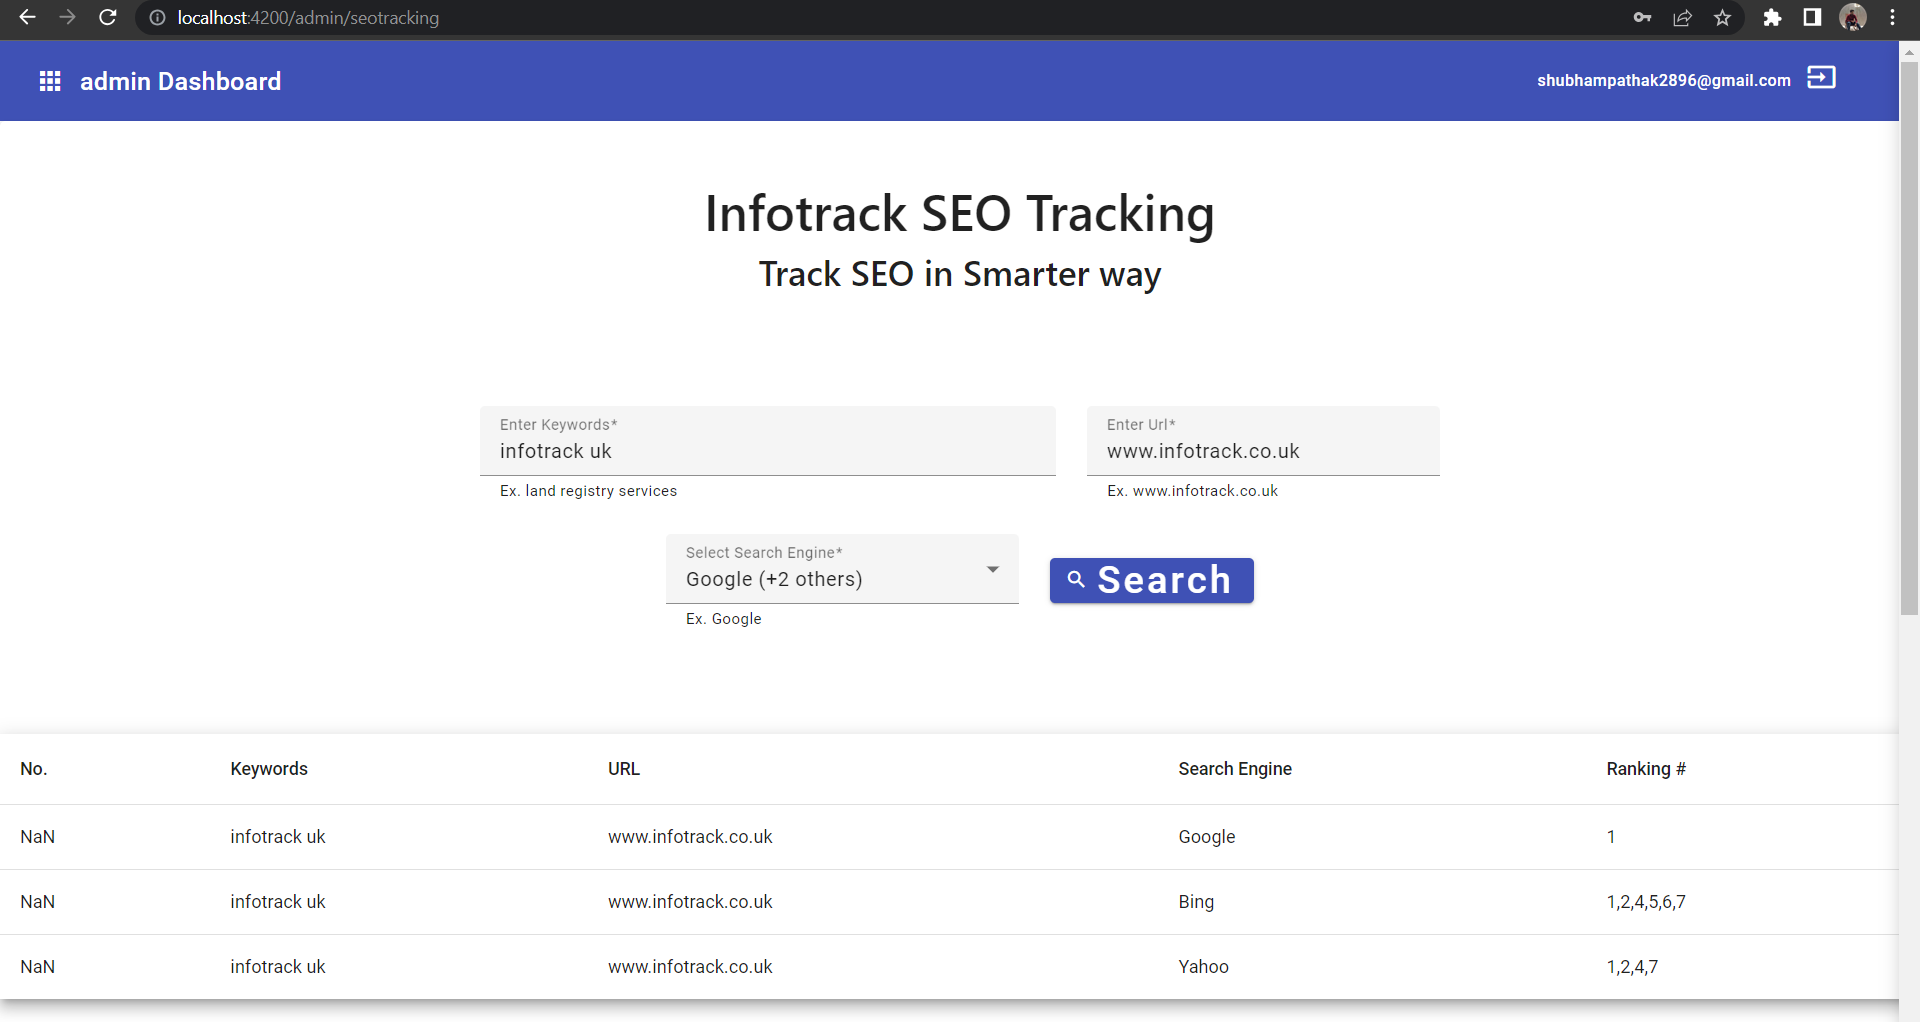 localhost:4200/admin/seotracking
admin Dashboard
shubhampathak2896@gmail.com
Infotrack SEO Tracking
Track SEO in Smarter way
Enter Keywords*
infotrack uk
Ex. land registry services
Enter Url*
www.infotrack.co.uk
Ex. www.infotrack.co.uk
Select Search Engine*
Google (+2 others)
Ex. Google
Search
No. Keywords URL Search Engine Ranking #
NaN infotrack uk www.infotrack.co.uk Google 1
NaN infotrack uk www.infotrack.co.uk Bing 1,2,4,5,6,7
NaN infotrack uk www.infotrack.co.uk Yahoo 1,2,4,7